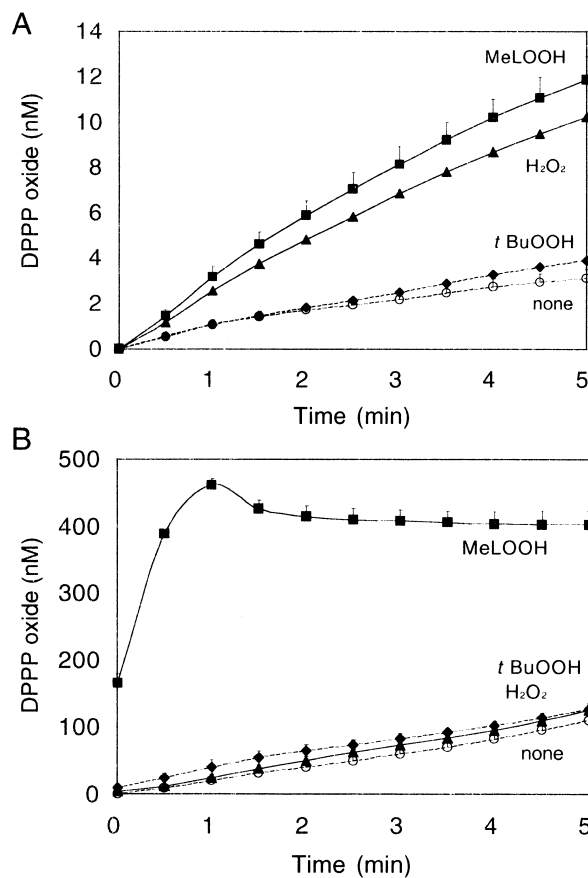 A
14
12
10
8
6
4
2
0
DPPP oxide (nM)
MeLOOH
H₂O₂
t BuOOH
none
0 1 2 3 4 5
Time (min)
B
500
400
300
200
100
0
DPPP oxide (nM)
MeLOOH
t BuOOH
H₂O₂
none
0 1 2 3 4 5
Time (min)